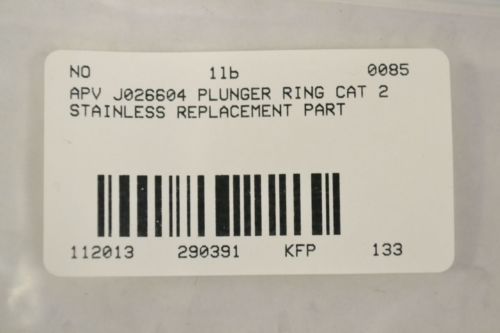 NO 1lb 0085
APV J026604 PLUNGER RING CAT 2
STAINLESS REPLACEMENT PART
112013 290391 KFP 133